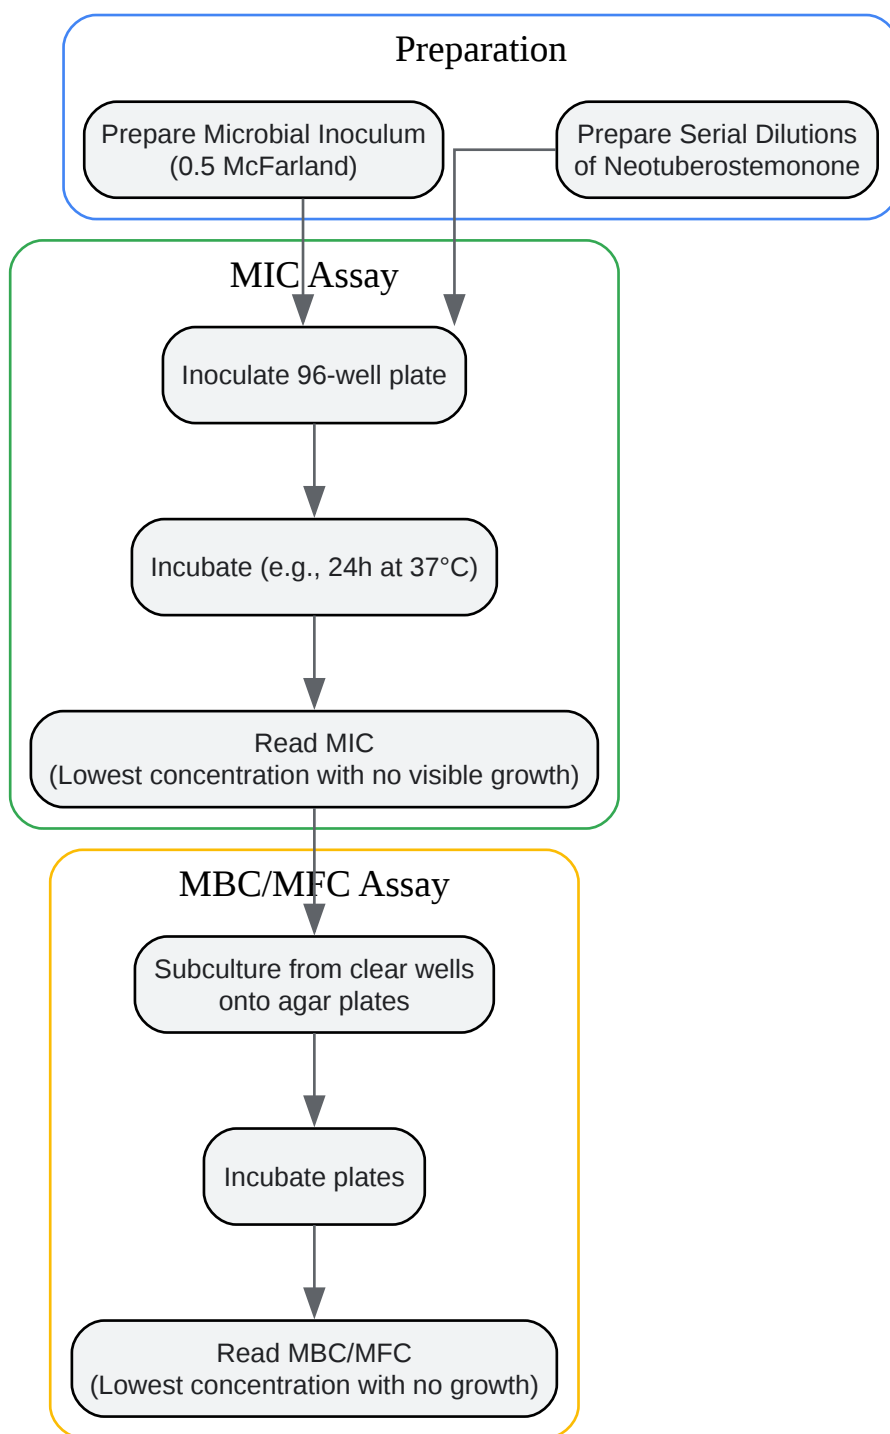 Preparation
Prepare Microbial Inoculum
(0.5 McFarland)
Prepare Serial Dilutions
of Neotuberostemonone
MIC Assay
Inoculate 96-well plate
Incubate (e.g., 24h at 37°C)
Read MIC
(Lowest concentration with no visible growth)
MBC/MFC Assay
Subculture from clear wells
onto agar plates
Incubate plates
Read MBC/MFC
(Lowest concentration with no growth)